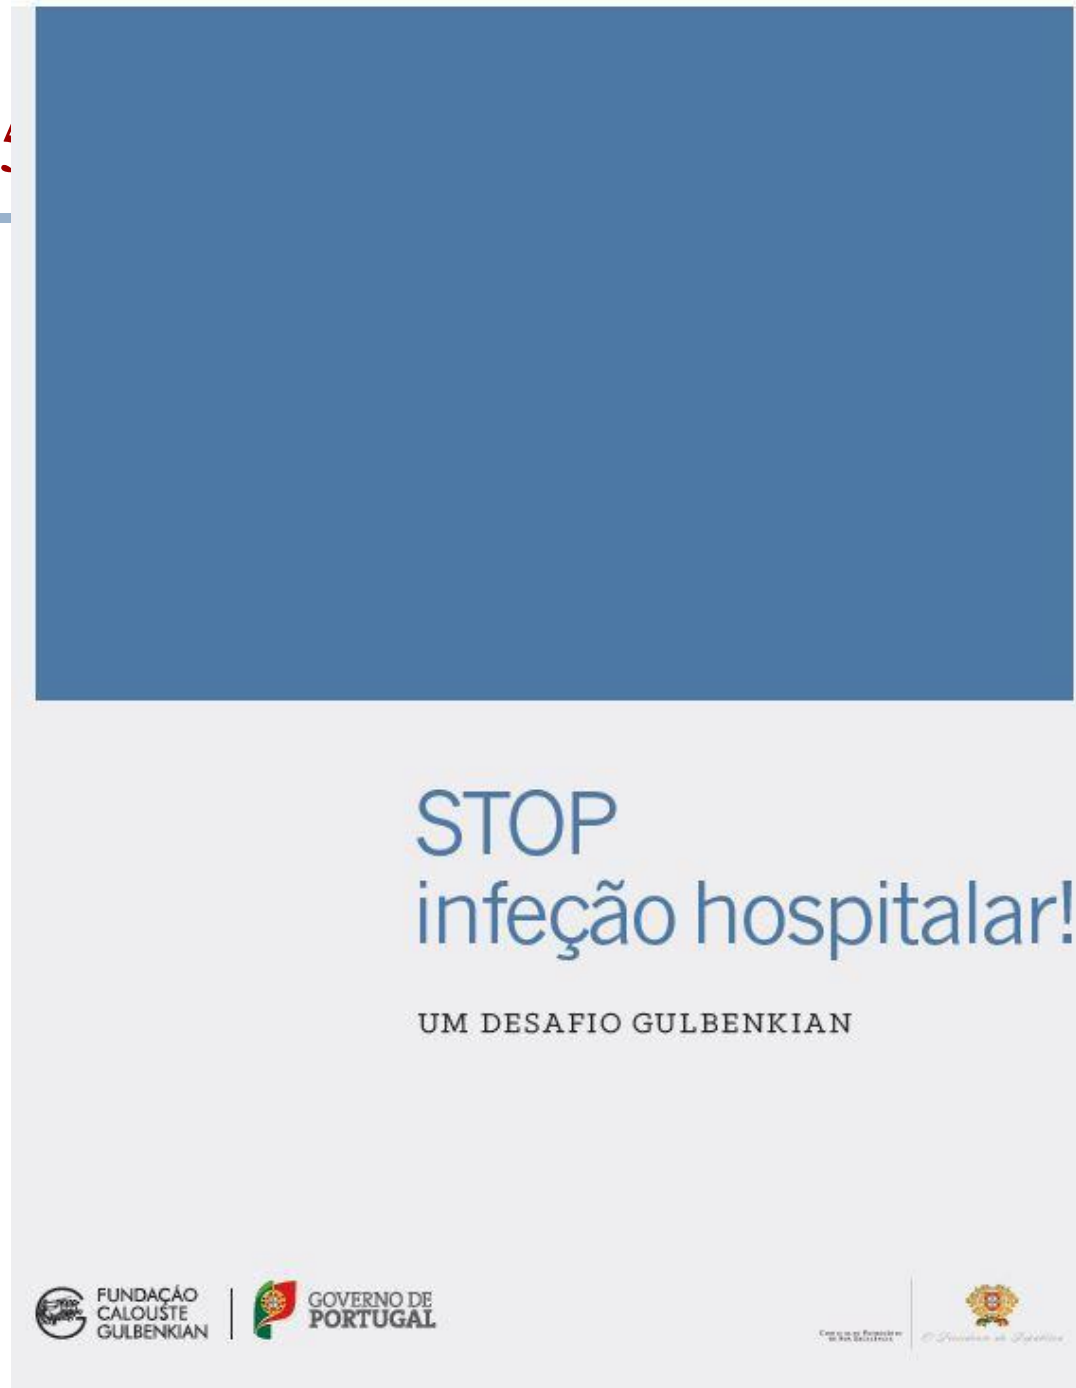 STOP
infeção hospitalar!
UM DESAFIO GULBENKIAN
FUNDAÇÃO
CALOUSTE
GULBENKIAN
GOVERNO DE
PORTUGAL